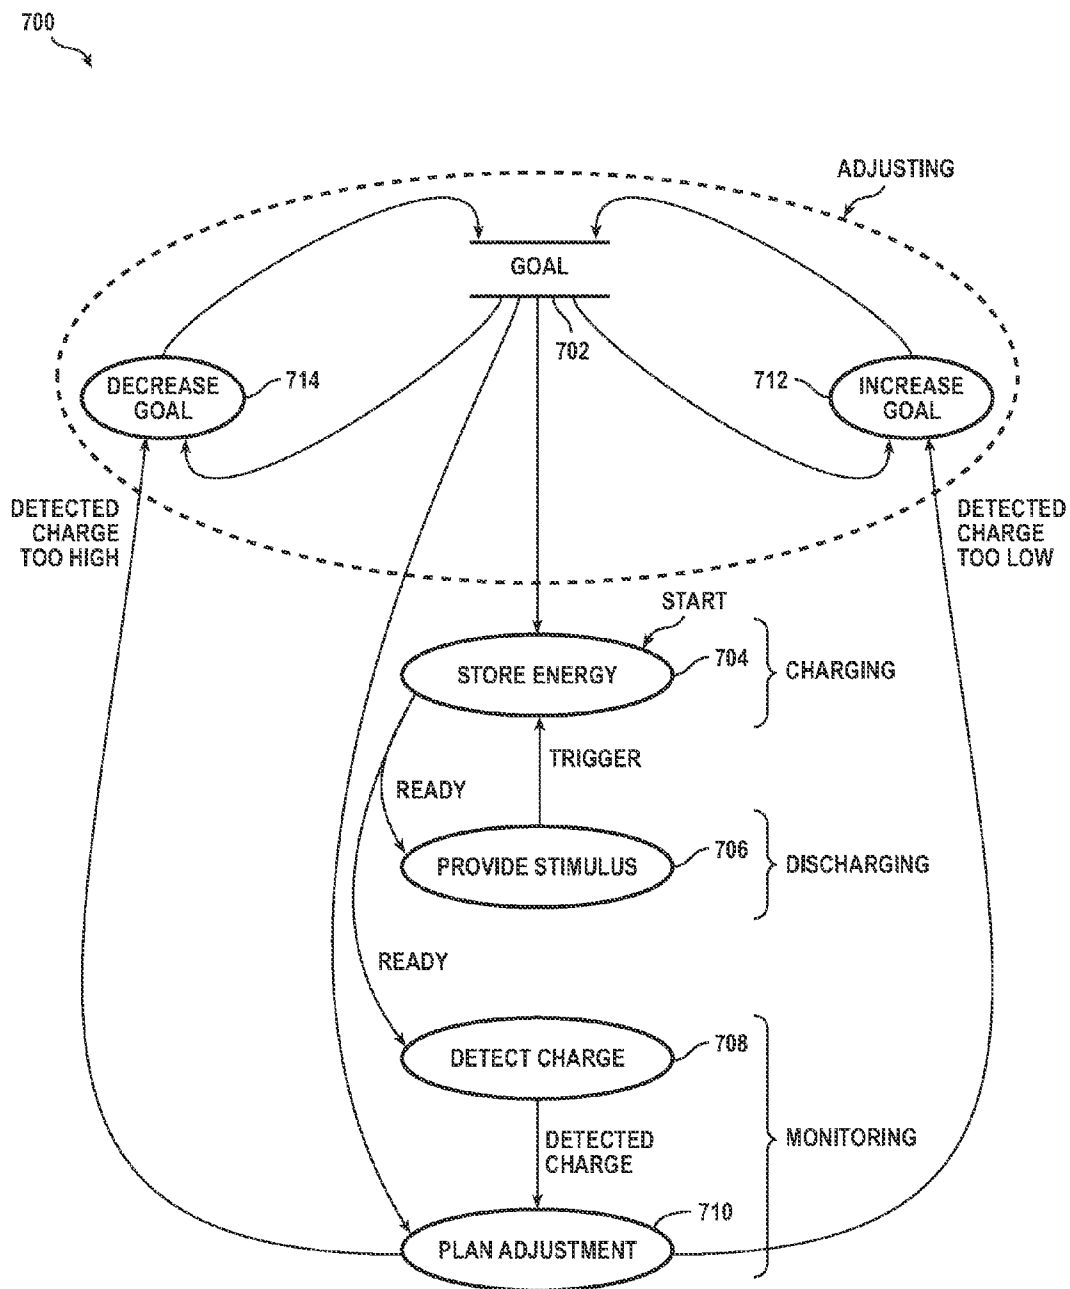 700
ADJUSTING
GOAL
702
DECREASE
GOAL
714
712
INCREASE
GOAL
DETECTED
CHARGE
TOO HIGH
DETECTED
CHARGE
TOO LOW
START
STORE ENERGY
704
CHARGING
TRIGGER
READY
PROVIDE STIMULUS
706
DISCHARGING
READY
DETECT CHARGE
708
DETECTED
CHARGE
MONITORING
710
PLAN ADJUSTMENT